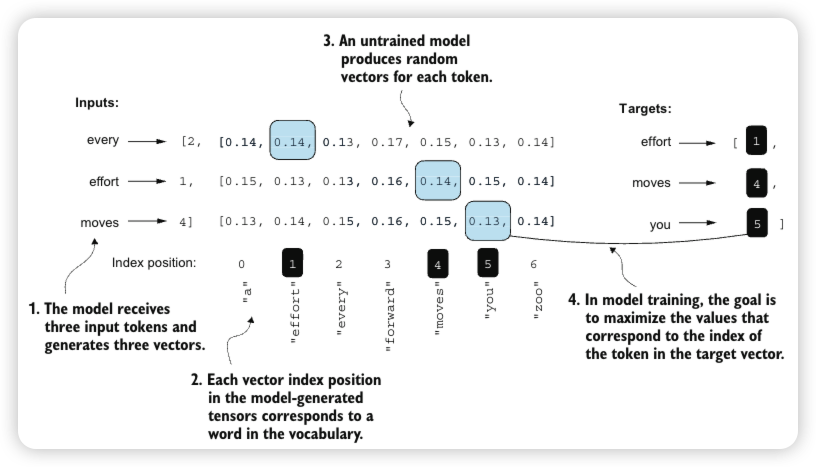 3. An untrained model
produces random
vectors for each token.
Inputs:
Targets:
every [2, [0.14, 0.14, 0.13, 0.17, 0.15, 0.13, 0.14] effort [ 1 ,
effort 1, [0.15, 0.13, 0.13, 0.16, 0.14, 0.15, 0.14] moves 4 ,
moves 4] [0.13, 0.14, 0.15, 0.16, 0.15, 0.13, 0.14] you 5 ]
Index position: 0 1 2 3 4 5 6
"a" "effort" "every" "forward" "moves" "you" "zoo"
1. The model receives
three input tokens and
generates three vectors.
2. Each vector index position
in the model-generated
tensors corresponds to a
word in the vocabulary.
4. In model training, the goal is
to maximize the values that
correspond to the index of
the token in the target vector.